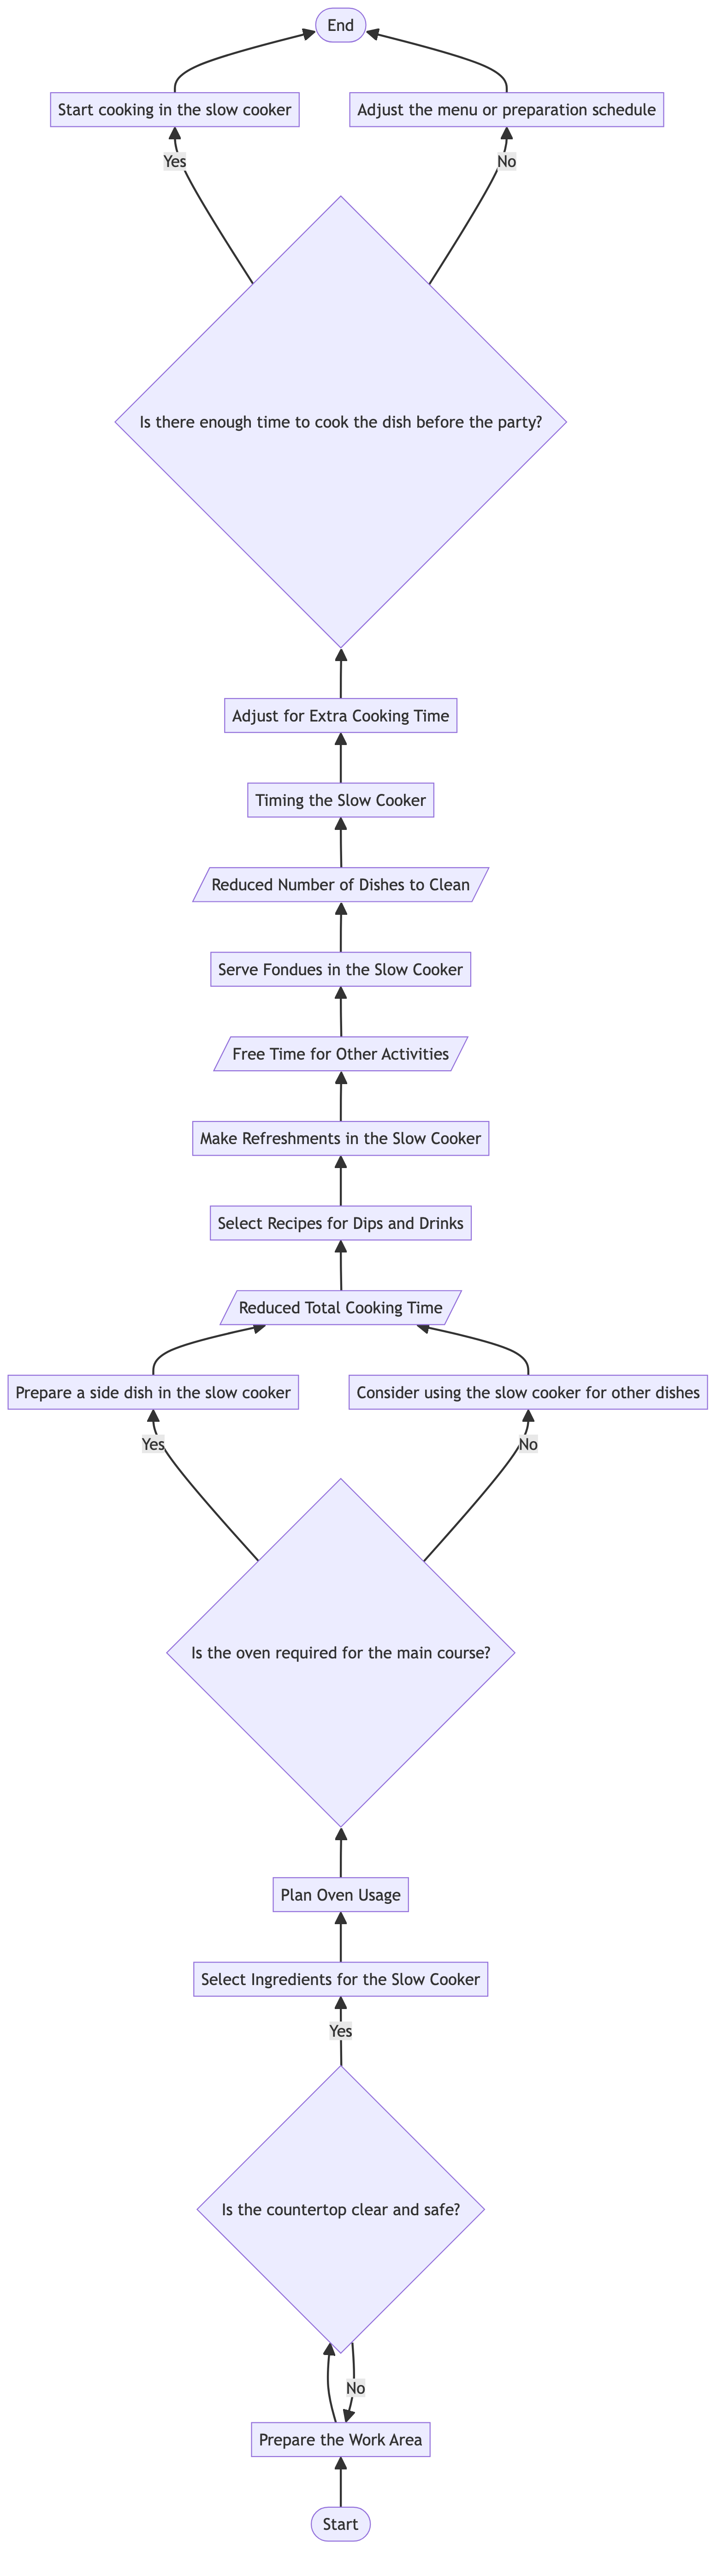 End
Start cooking in the slow cooker
Adjust the menu or preparation schedule
Yes
No
Is there enough time to cook the dish before the party?
Adjust for Extra Cooking Time
Timing the Slow Cooker
Reduced Number of Dishes to Clean
Serve Fondues in the Slow Cooker
Free Time for Other Activities
Make Refreshments in the Slow Cooker
Select Recipes for Dips and Drinks
Reduced Total Cooking Time
Prepare a side dish in the slow cooker
Consider using the slow cooker for other dishes
Yes
No
Is the oven required for the main course?
Plan Oven Usage
Select Ingredients for the Slow Cooker
Yes
Is the countertop clear and safe?
No
Prepare the Work Area
Start